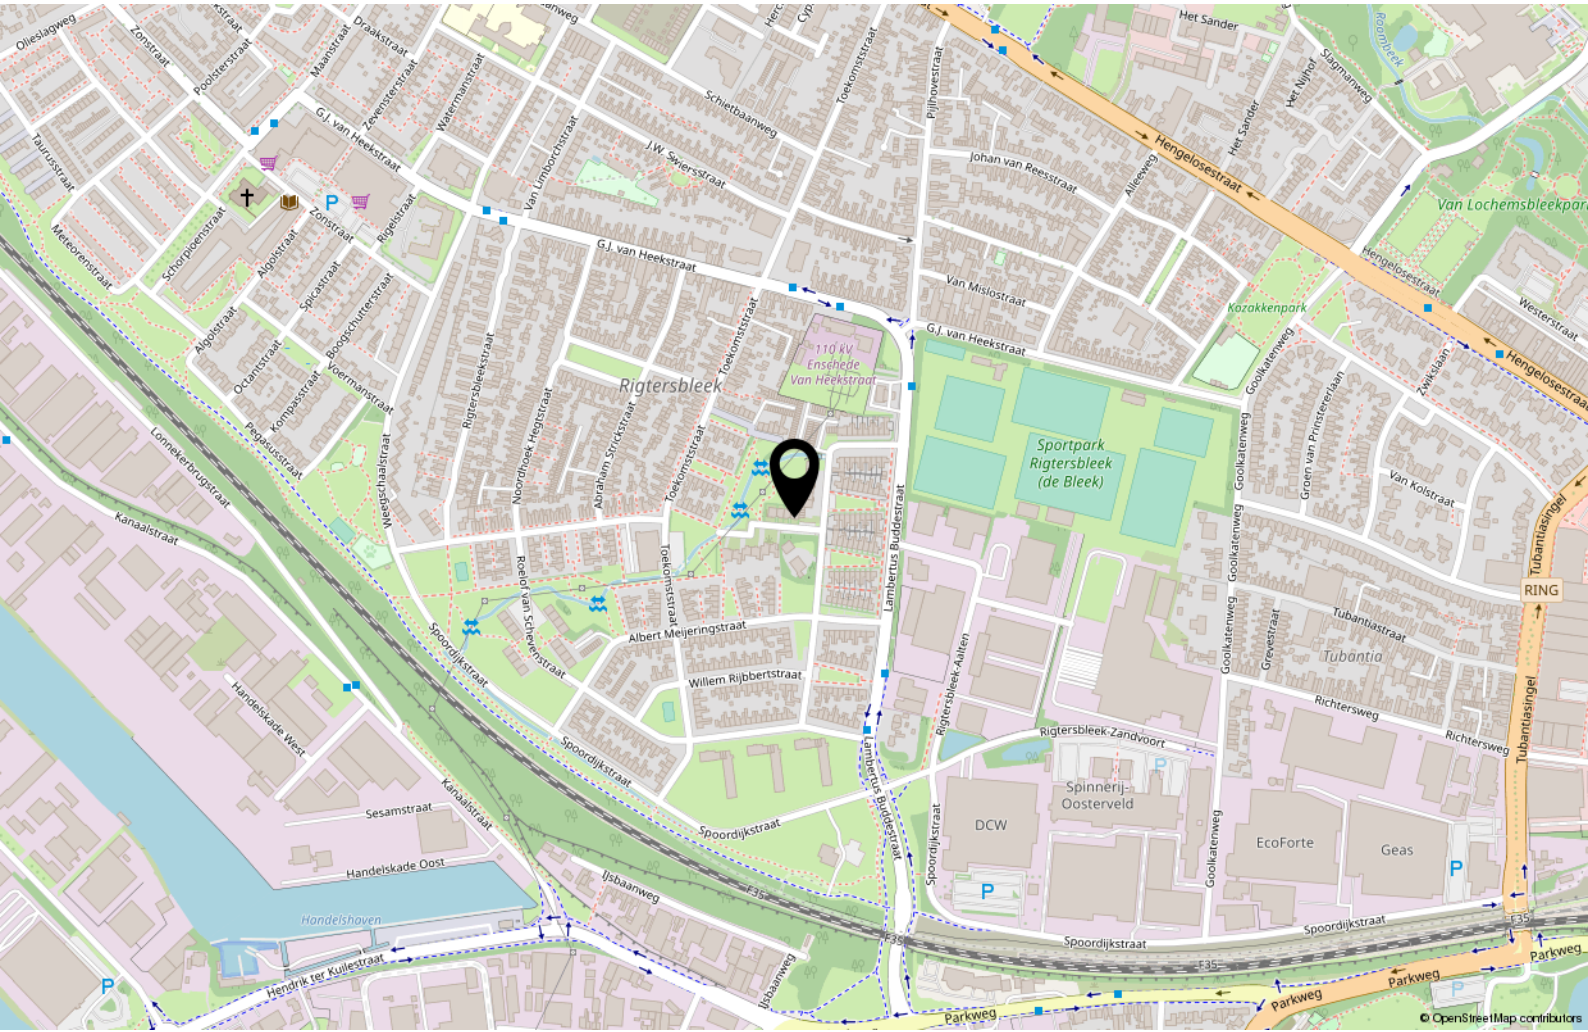 Olieslagweg
Zonstraat
Poolsterstraat
Maanstraat
Draakstraat
Zevensterstraat
Watermanstraat
G.J. van Heekstraat
Van Limborchstraat
Schietbaanweg
J.W. Swiersstraat
Toekomststraat
Pijlhovestraat
Het Sander
Roombeek
Slagmanweg
Het Nijhof
Het Sander
Hengelosestraat
Johan van Reesstraat
Alleeweg
Van Lochemsbleekpark
Taurusstraat
Meteorenstraat
Schorpioenstraat
P
Zonstraat
Rigelstraat
Algolstraat
Spicastraat
Boogschutterstraat
Algolstraat
Octantstraat
Kompasstraat
Voermanstraat
Pegasusstraat
G.J. van Heekstraat
Van Mislostraat
Kozakkenpark
Hengelosestraat
Westerstraat
G.J. van Heekstraat
110 kV
Enschede
Van Heekstraat
Toekomststraat
Rigtersbleek
Rigtersbleekstraat
Noordhoek Hegtstraat
Abraham Strickstraat
Toekomststraat
Weegschaalstraat
Goolkatenweg
Zwikslaan
Hengelosestraat
Groen van Prinstererlaan
Van Kolstraat
Goolkatenweg
Sportpark
Rigtersbleek
(de Bleek)
Lonnekerbrugstraat
Kanaalstraat
Lambertus Buddestraat
Tubantiasingel
RING
Goolkatenweg
Roelof van Schevenstraat
Toekomststraat
Albert Meijeringstraat
Willem Rijbbertstraat
Spoordijkstraat
Rigtersbleek-Aalten
Goolkatenweg
Grevestraat
Tubantiastraat
Tubantia
Richtersweg
Richtersweg
Tubantiasingel
Handelskade West
Spoordijkstraat
Rigtersbleek-Zandvoort
P
Spinnerij-
Oosterveld
Lambertus Buddestraat
Kanaalstraat
Sesamstraat
Handelskade Oost
Spoordijkstraat
Spoordijkstraat
DCW
EcoForte
Geas
Goolkatenweg
P
P
IJsbaanweg
F35
Handelshaven
F35
Spoordijkstraat
Spoordijkstraat
F35
F35
Hendrik ter Kuilestraat
IJsbaanweg
P
Parkweg
Parkweg
Parkweg
Parkweg
P
© OpenStreetMap contributors